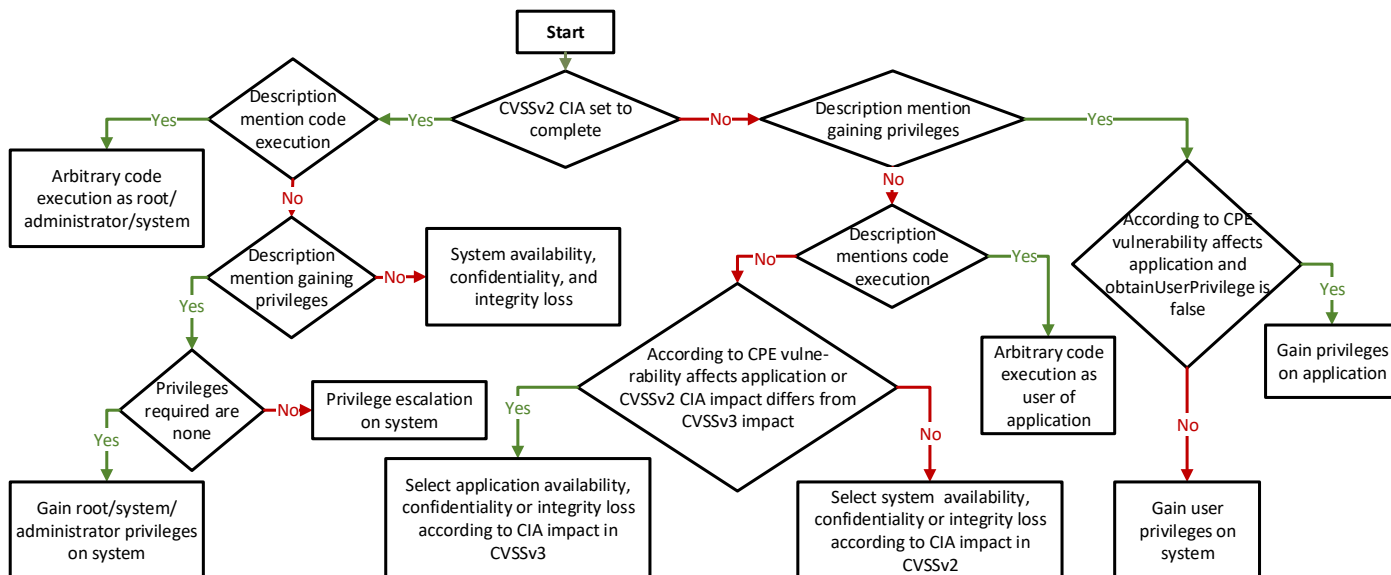 Start
CVSSv2 CIA set to
complete
Yes
No
Description
mention code
execution
Yes
No
Arbitrary code
execution as root/
administrator/system
Description
mention gaining
privileges
No
Yes
System availability,
confidentiality, and
integrity loss
Privileges
required are
none
No
Yes
Privilege escalation
on system
Gain root/system/
administrator privileges
on system
Description mention
gaining privileges
Yes
No
Description
mentions code
execution
No
Yes
Arbitrary code
execution as
user of
application
According to CPE vulne-
rability affects application or
CVSSv2 CIA impact differs from
CVSSv3 impact
Yes
No
Select application availability,
confidentiality or integrity loss
according to CIA impact in
CVSSv3
Select system availability,
confidentiality or integrity loss
according to CIA impact in
CVSSv2
According to CPE
vulnerability affects
application and
obtainUserPrivilege is
false
Yes
No
Gain privileges
on application
Gain user
privileges on
system